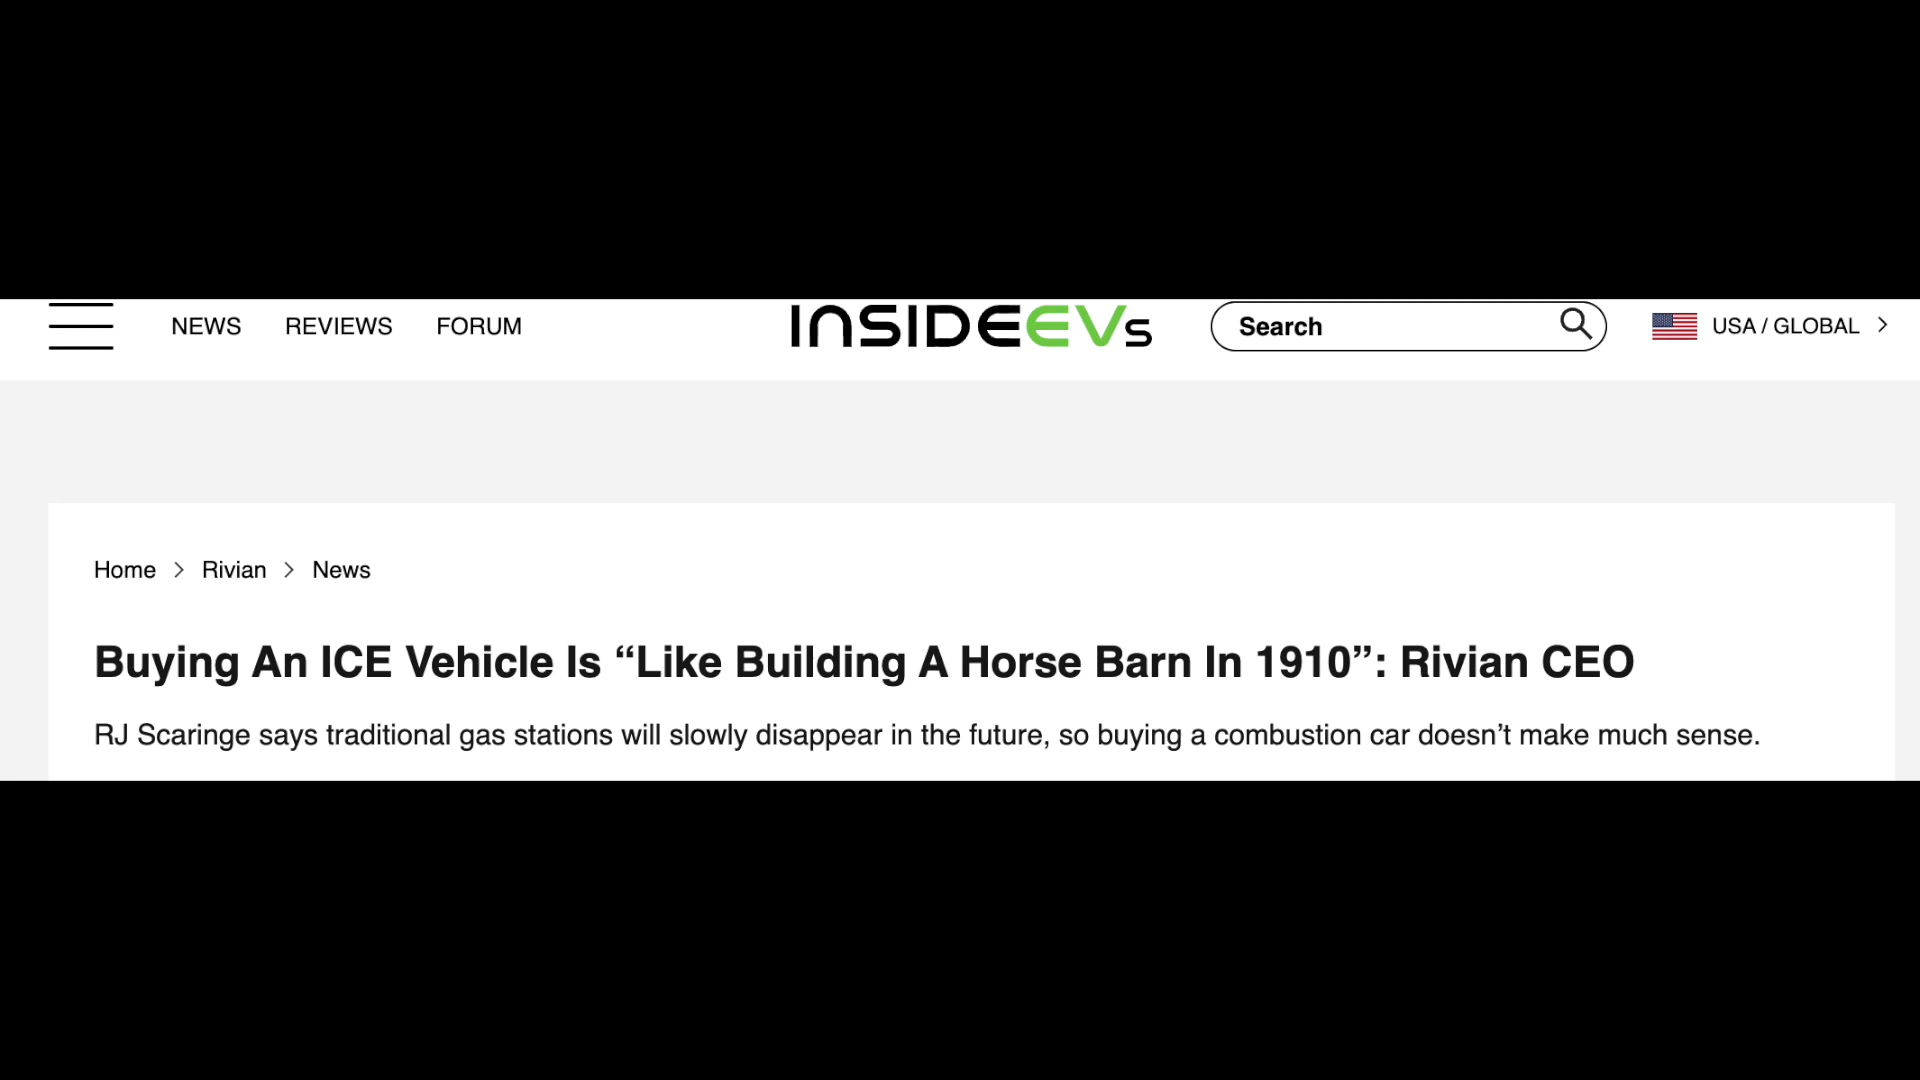 NEWS REVIEWS FORUM INSIDEEVs Search USA / GLOBAL
Home > Rivian > News
Buying An ICE Vehicle Is “Like Building A Horse Barn In 1910”: Rivian CEO
RJ Scaringe says traditional gas stations will slowly disappear in the future, so buying a combustion car doesn’t make much sense.